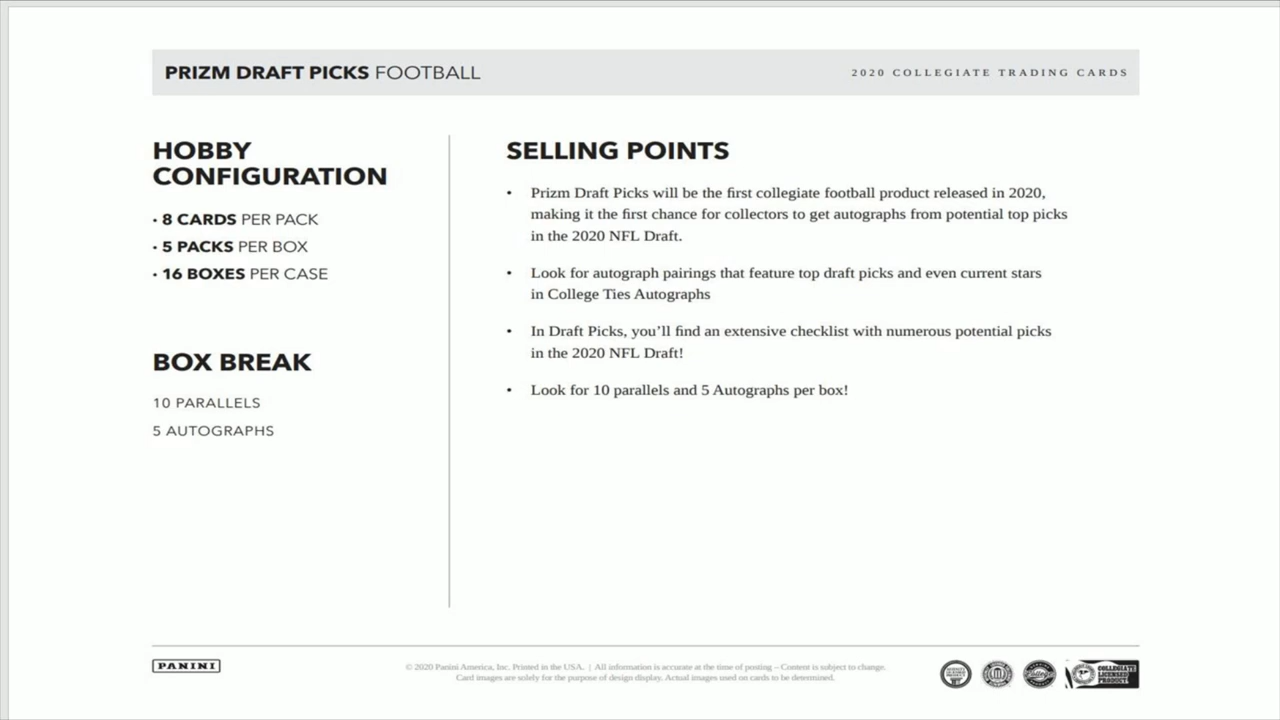 PRIZM DRAFT PICKS FOOTBALL
2020 COLLEGIATE TRADING CARDS
HOBBY
CONFIGURATION
• 8 CARDS PER PACK
• 5 PACKS PER BOX
• 16 BOXES PER CASE
BOX BREAK
10 PARALLELS
5 AUTOGRAPHS
SELLING POINTS
• Prizm Draft Picks will be the first collegiate football product released in 2020,
making it the first chance for collectors to get autographs from potential top picks
in the 2020 NFL Draft.
• Look for autograph pairings that feature top draft picks and even current stars
in College Ties Autographs
• In Draft Picks, you’ll find an extensive checklist with numerous potential picks
in the 2020 NFL Draft!
• Look for 10 parallels and 5 Autographs per box!
PANINI
© 2020 Panini America, Inc. Printed in the USA. | All information is accurate at the time of posting – Content is subject to change.
Card images are solely for the purpose of design display. Actual images used on cards to be determined.
COLLEGIATE
LICENSED
PRODUCT